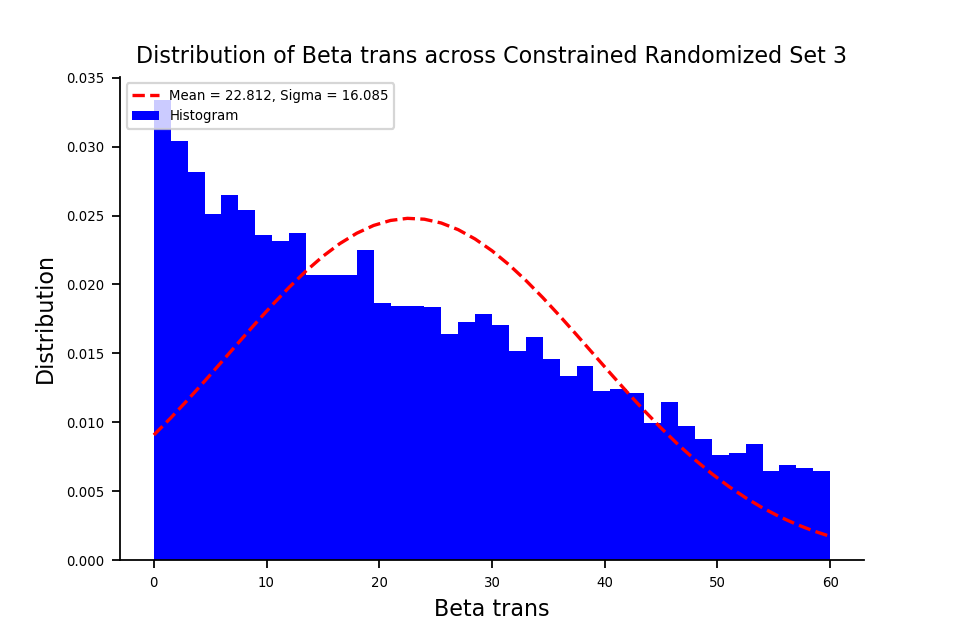 Distribution of Beta trans across Constrained Randomized Set 3
Mean = 22.812, Sigma = 16.085
Histogram
Distribution
0.035
0.030
0.025
0.020
0.015
0.010
0.005
0.000
0 10 20 30 40 50 60
Beta trans